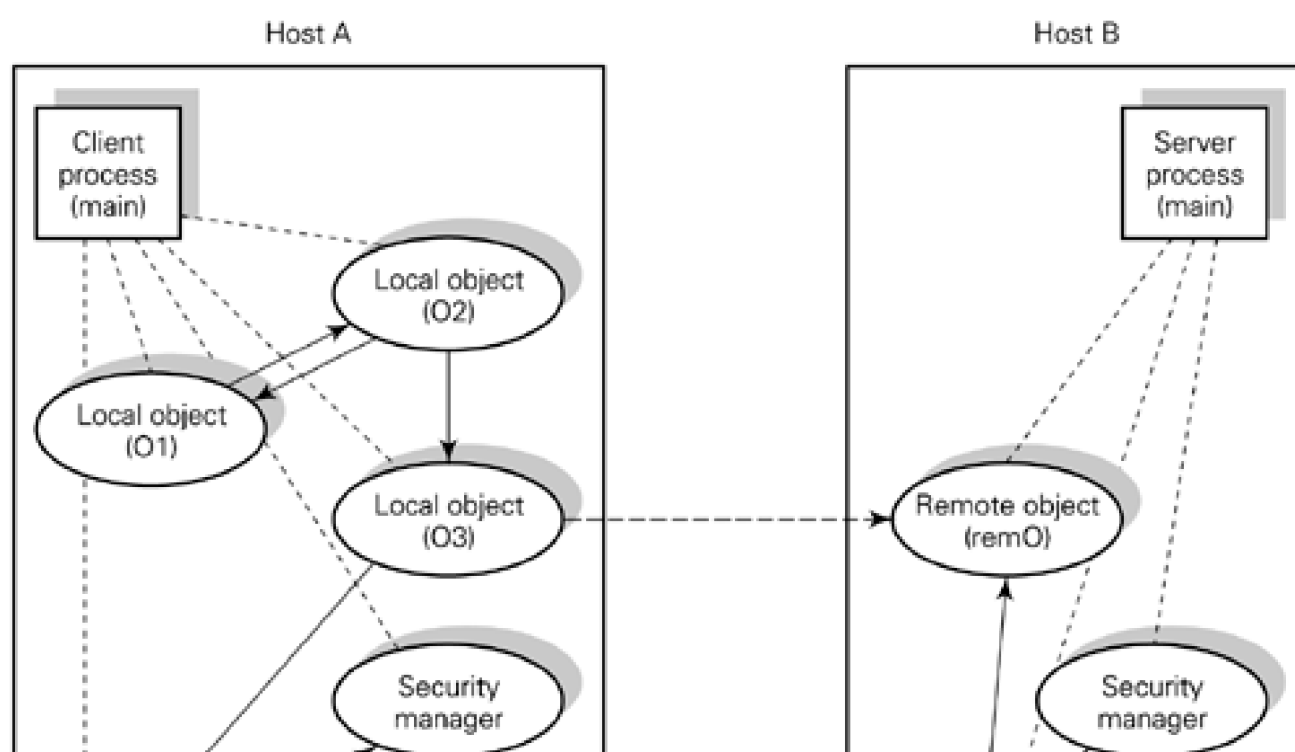 Host A
Host B
Client
process
(main)
Server
process
(main)
Local object
(O2)
Local object
(O1)
Local object
(O3)
Remote object
(remO)
Security
manager
Security
manager